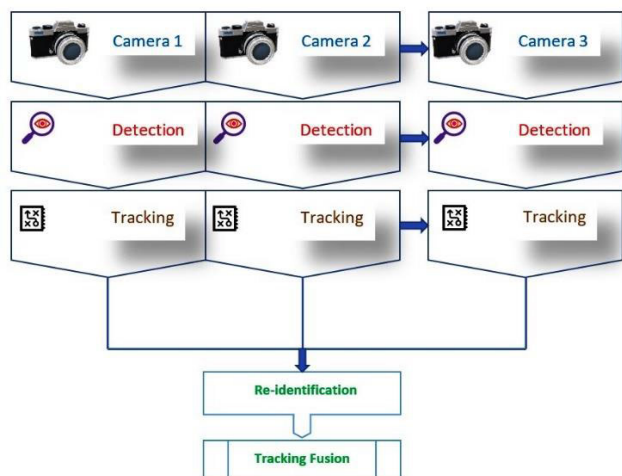 Camera 1
Camera 2
Camera 3
Detection
Detection
Detection
Tracking
Tracking
Tracking
Re-identification
Tracking Fusion